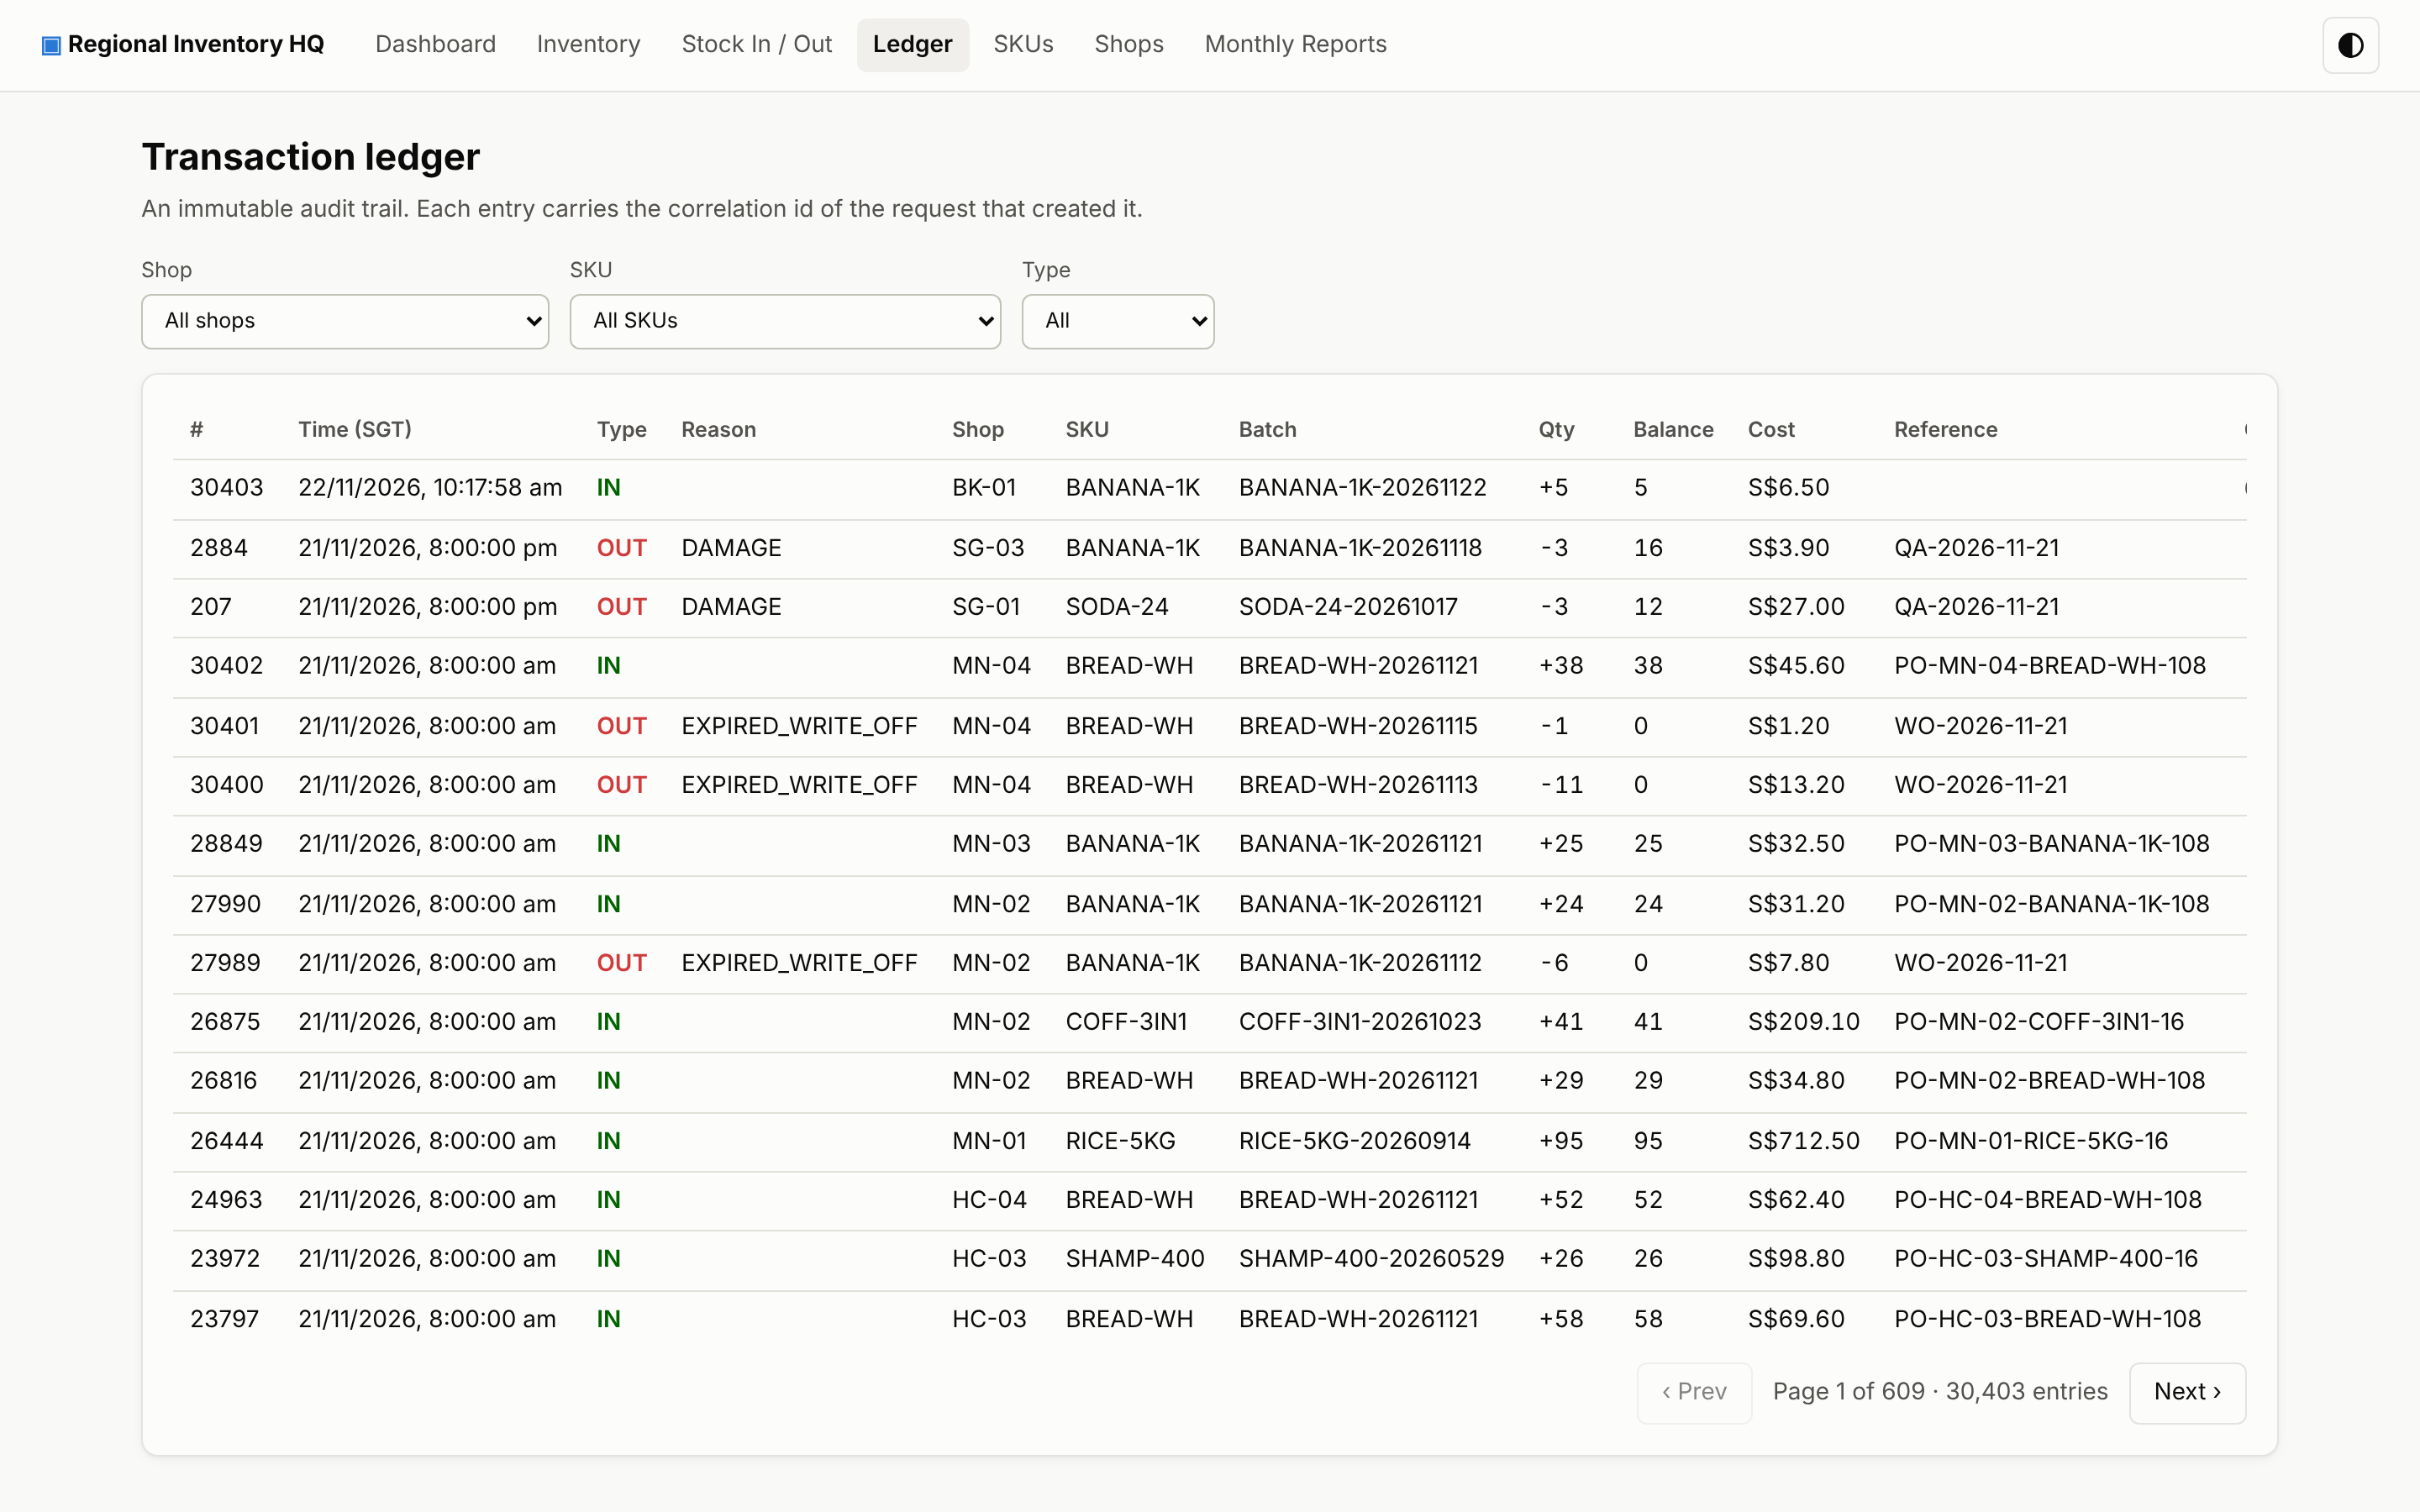 Regional Inventory HQ Dashboard Inventory Stock In / Out Ledger SKUs Shops Monthly Reports
Transaction ledger
An immutable audit trail. Each entry carries the correlation id of the request that created it.
Shop SKU Type
All shops All SKUs All
# Time (SGT) Type Reason Shop SKU Batch Qty Balance Cost Reference
30403 22/11/2026, 10:17:58 am IN BK-01 BANANA-1K BANANA-1K-20261122 +5 5 S$6.50
2884 21/11/2026, 8:00:00 pm OUT DAMAGE SG-03 BANANA-1K BANANA-1K-20261118 -3 16 S$3.90 QA-2026-11-21
207 21/11/2026, 8:00:00 pm OUT DAMAGE SG-01 SODA-24 SODA-24-20261017 -3 12 S$27.00 QA-2026-11-21
30402 21/11/2026, 8:00:00 am IN MN-04 BREAD-WH BREAD-WH-20261121 +38 38 S$45.60 PO-MN-04-BREAD-WH-108
30401 21/11/2026, 8:00:00 am OUT EXPIRED_WRITE_OFF MN-04 BREAD-WH BREAD-WH-20261115 -1 0 S$1.20 WO-2026-11-21
30400 21/11/2026, 8:00:00 am OUT EXPIRED_WRITE_OFF MN-04 BREAD-WH BREAD-WH-20261113 -11 0 S$13.20 WO-2026-11-21
28849 21/11/2026, 8:00:00 am IN MN-03 BANANA-1K BANANA-1K-20261121 +25 25 S$32.50 PO-MN-03-BANANA-1K-108
27990 21/11/2026, 8:00:00 am IN MN-02 BANANA-1K BANANA-1K-20261121 +24 24 S$31.20 PO-MN-02-BANANA-1K-108
27989 21/11/2026, 8:00:00 am OUT EXPIRED_WRITE_OFF MN-02 BANANA-1K BANANA-1K-20261112 -6 0 S$7.80 WO-2026-11-21
26875 21/11/2026, 8:00:00 am IN MN-02 COFF-3IN1 COFF-3IN1-20261023 +41 41 S$209.10 PO-MN-02-COFF-3IN1-16
26816 21/11/2026, 8:00:00 am IN MN-02 BREAD-WH BREAD-WH-20261121 +29 29 S$34.80 PO-MN-02-BREAD-WH-108
26444 21/11/2026, 8:00:00 am IN MN-01 RICE-5KG RICE-5KG-20260914 +95 95 S$712.50 PO-MN-01-RICE-5KG-16
24963 21/11/2026, 8:00:00 am IN HC-04 BREAD-WH BREAD-WH-20261121 +52 52 S$62.40 PO-HC-04-BREAD-WH-108
23972 21/11/2026, 8:00:00 am IN HC-03 SHAMP-400 SHAMP-400-20260529 +26 26 S$98.80 PO-HC-03-SHAMP-400-16
23797 21/11/2026, 8:00:00 am IN HC-03 BREAD-WH BREAD-WH-20261121 +58 58 S$69.60 PO-HC-03-BREAD-WH-108
‹ Prev Page 1 of 609 · 30,403 entries Next ›